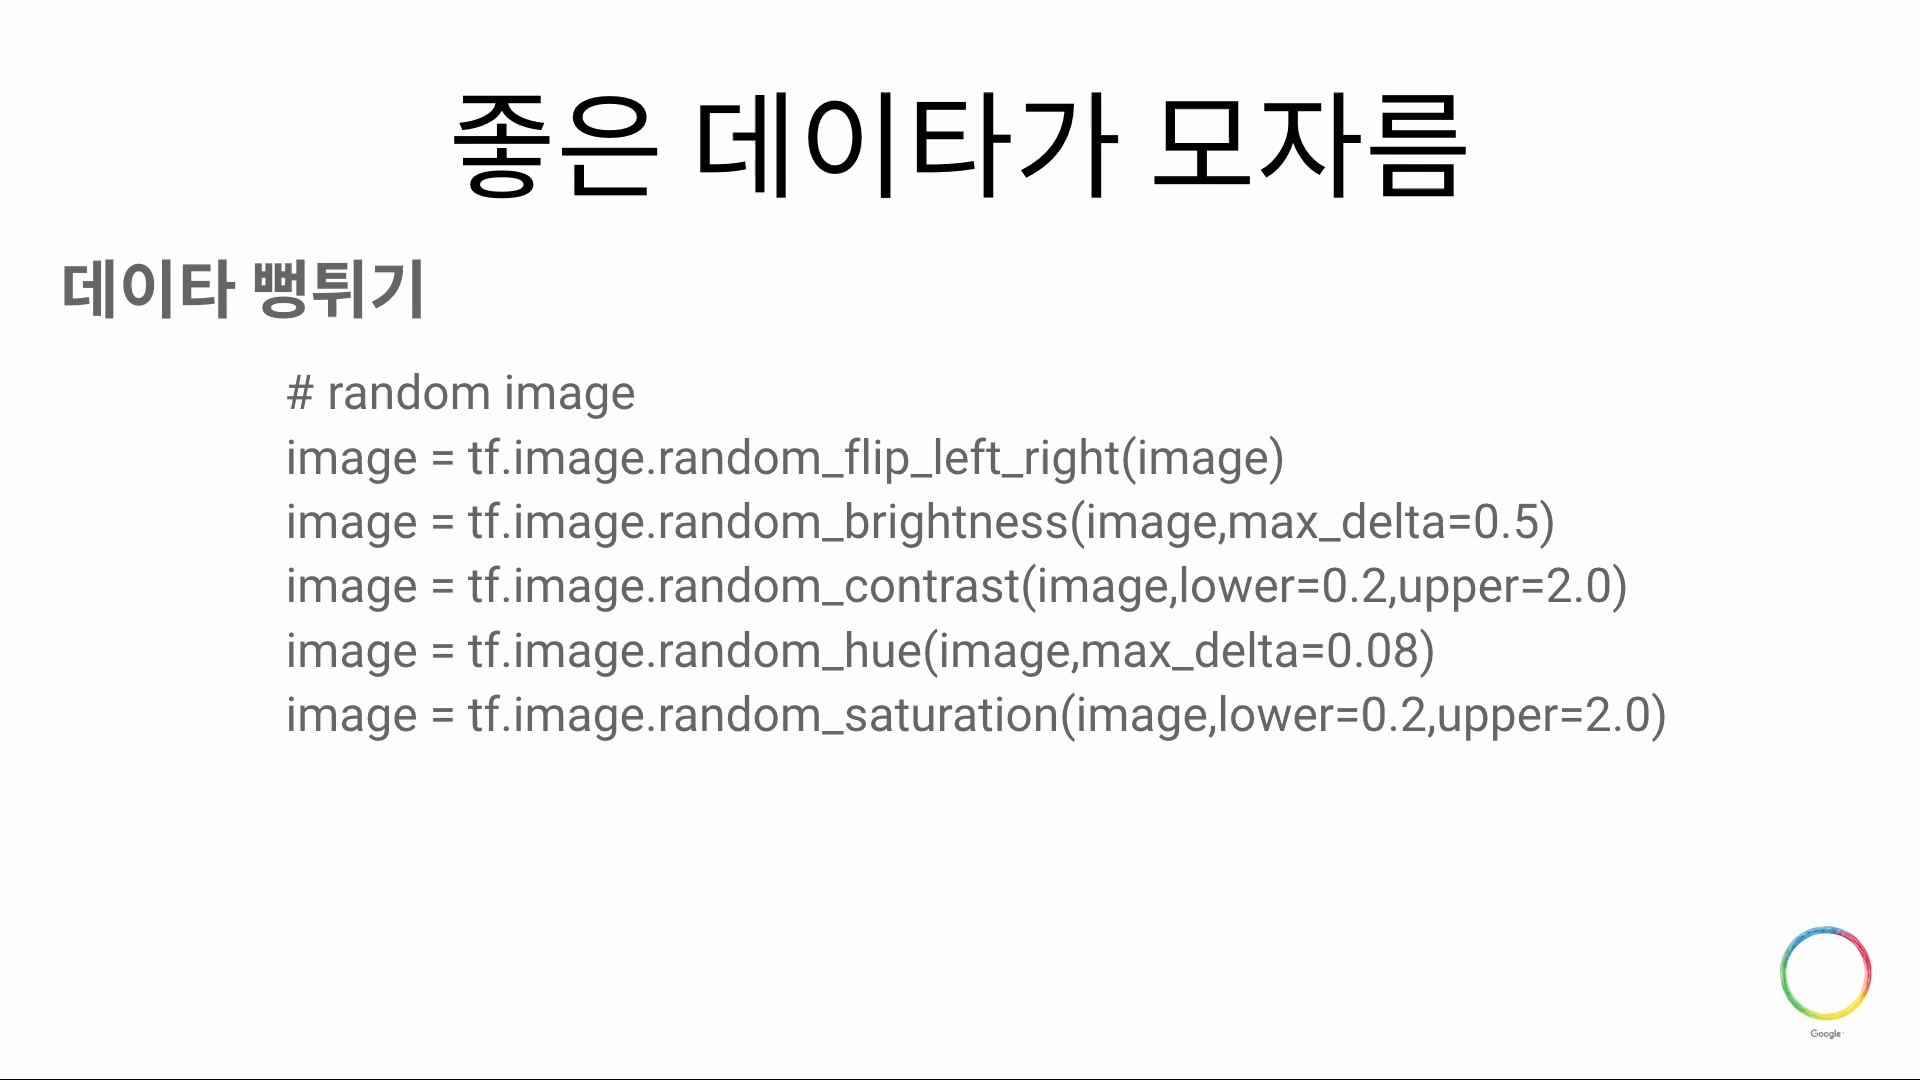 좋은 데이타가 모자름
데이타 뻥튀기
# random image
image = tf.image.random_flip_left_right(image)
image = tf.image.random_brightness(image,max_delta=0.5)
image = tf.image.random_contrast(image,lower=0.2,upper=2.0)
image = tf.image.random_hue(image,max_delta=0.08)
image = tf.image.random_saturation(image,lower=0.2,upper=2.0)
Google